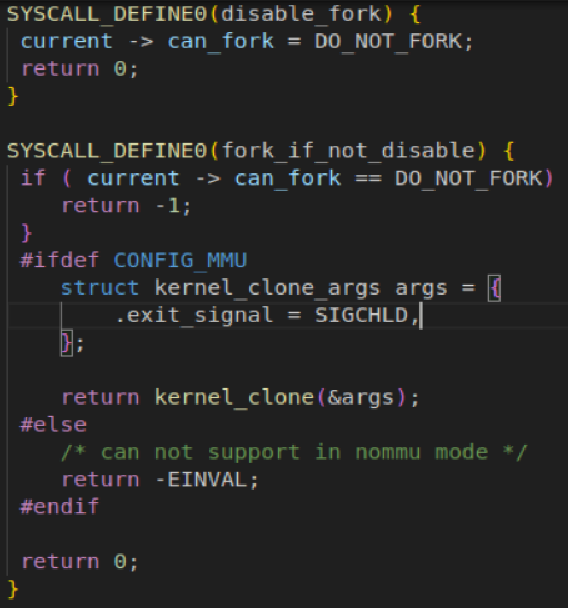 SYSCALL_DEFINE0(disable_fork) {
current -> can_fork = DO_NOT_FORK;
return 0;
}
SYSCALL_DEFINE0(fork_if_not_disable) {
if ( current -> can_fork == DO_NOT_FORK)
return -1;
}
#ifdef CONFIG_MMU
struct kernel_clone_args args = {
.exit_signal = SIGCHLD,
};
return kernel_clone(&args);
#else
/* can not support in nommu mode */
return -EINVAL;
#endif
return 0;
}